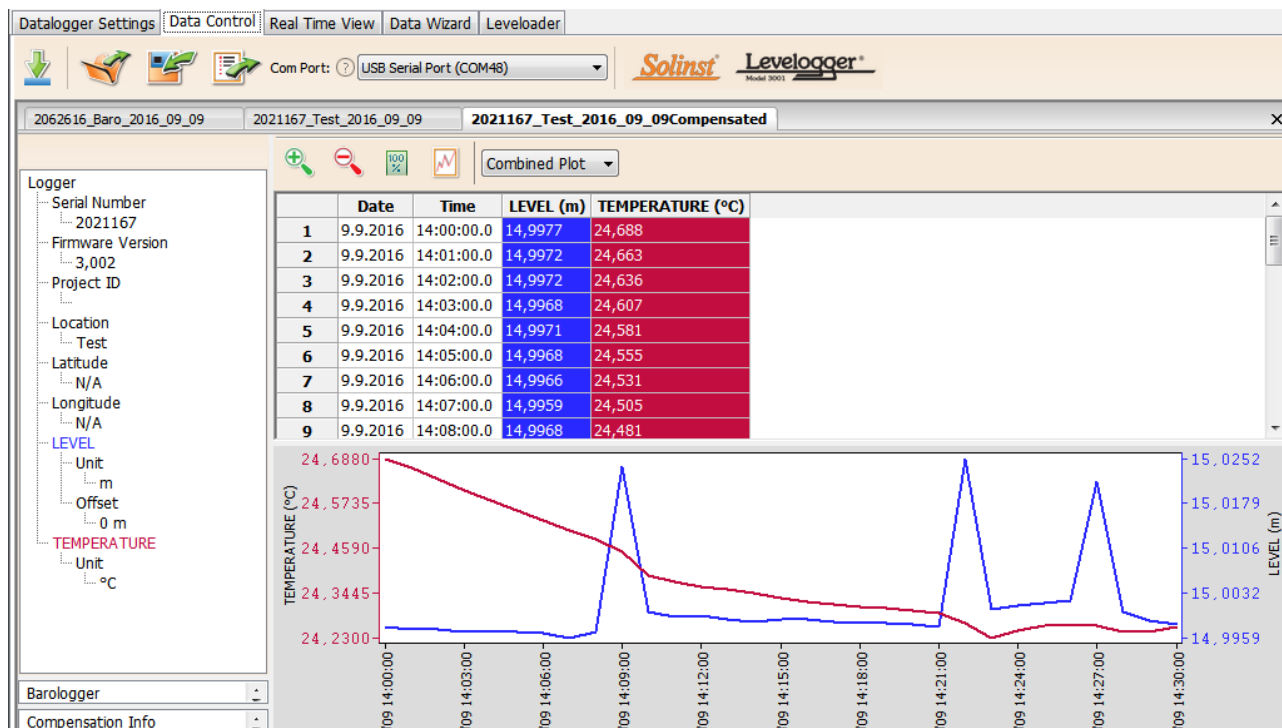 Datalogger Settings Data Control Real Time View Data Wizard Leveloader
Com Port: ? USB Serial Port (COM48) Solinst Levelogger
Model 3001
2062616_Baro_2016_09_09 2021167_Test_2016_09_09 2021167_Test_2016_09_09Compensated
100 % Combined Plot
Logger
Serial Number
2021167
Firmware Version
3,002
Project ID
Location
Test
Latitude
N/A
Longitude
N/A
LEVEL
Unit
m
Offset
0 m
TEMPERATURE
Unit
°C
Barologger
Compensation Info
Date Time LEVEL (m) TEMPERATURE (°C)
1 9.9.2016 14:00:00.0 14,9977 24,688
2 9.9.2016 14:01:00.0 14,9972 24,663
3 9.9.2016 14:02:00.0 14,9972 24,636
4 9.9.2016 14:03:00.0 14,9968 24,607
5 9.9.2016 14:04:00.0 14,9971 24,581
6 9.9.2016 14:05:00.0 14,9968 24,555
7 9.9.2016 14:06:00.0 14,9966 24,531
8 9.9.2016 14:07:00.0 14,9959 24,505
9 9.9.2016 14:08:00.0 14,9968 24,481
TEMPERATURE (°C)
24,6880
24,5735
24,4590
24,3445
24,2300
15,0252
15,0179
15,0106
15,0032
14,9959
LEVEL (m)
/09 14:00:00
/09 14:03:00
/09 14:06:00
/09 14:09:00
/09 14:12:00
/09 14:15:00
/09 14:18:00
/09 14:21:00
/09 14:24:00
/09 14:27:00
/09 14:30:00